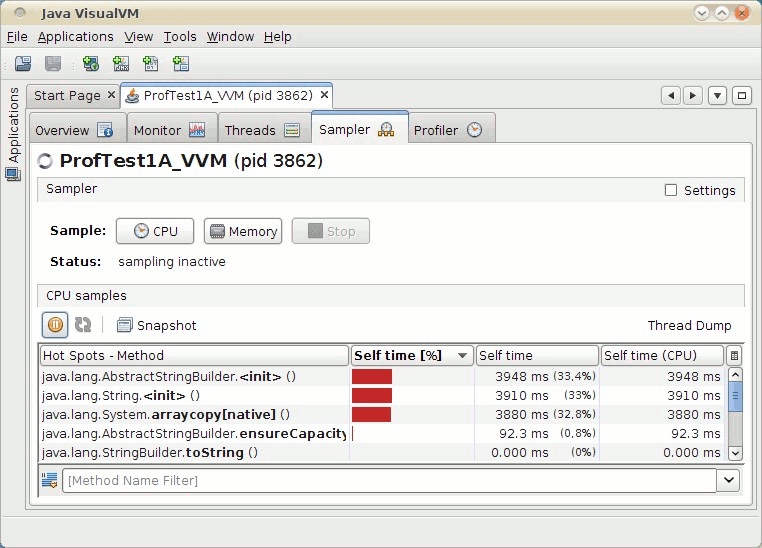 Java VisualVM
File Applications View Tools Window Help
Applications
Start Page ProfTest1A_VVM (pid 3862)
Overview Monitor Threads Sampler Profiler
ProfTest1A_VVM (pid 3862)
Sampler Settings
Sample: CPU Memory Stop
Status: sampling inactive
CPU samples
Snapshot Thread Dump
Hot Spots - Method Self time [%] Self time Self time (CPU)
java.lang.AbstractStringBuilder.<init> () 3948 ms (33,4%) 3948 ms
java.lang.String.<init> () 3910 ms (33%) 3910 ms
java.lang.System.arraycopy[native] () 3880 ms (32,8%) 3880 ms
java.lang.AbstractStringBuilder.ensureCapacity 92.3 ms (0,8%) 92.3 ms
java.lang.StringBuilder.toString () 0.000 ms (0%) 0.000 ms
[Method Name Filter]